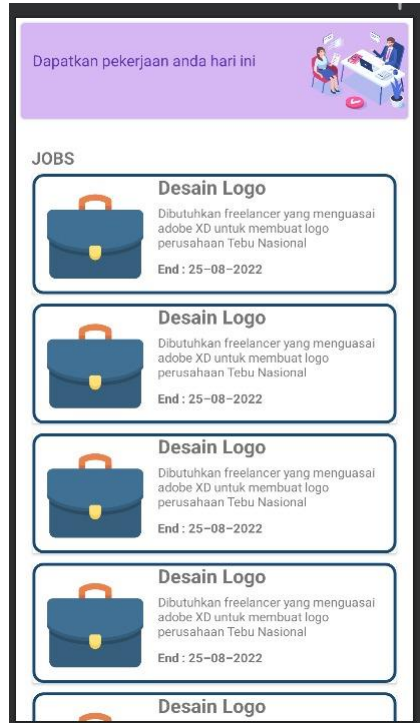 Dapatkan pekerjaan anda hari ini
JOBS
Desain Logo
Dibutuhkan freelancer yang menguasai
adobe XD untuk membuat logo
perusahaan Tebu Nasional
End : 25-08-2022
Desain Logo
Dibutuhkan freelancer yang menguasai
adobe XD untuk membuat logo
perusahaan Tebu Nasional
End : 25-08-2022
Desain Logo
Dibutuhkan freelancer yang menguasai
adobe XD untuk membuat logo
perusahaan Tebu Nasional
End : 25-08-2022
Desain Logo
Dibutuhkan freelancer yang menguasai
adobe XD untuk membuat logo
perusahaan Tebu Nasional
End : 25-08-2022
Desain Logo